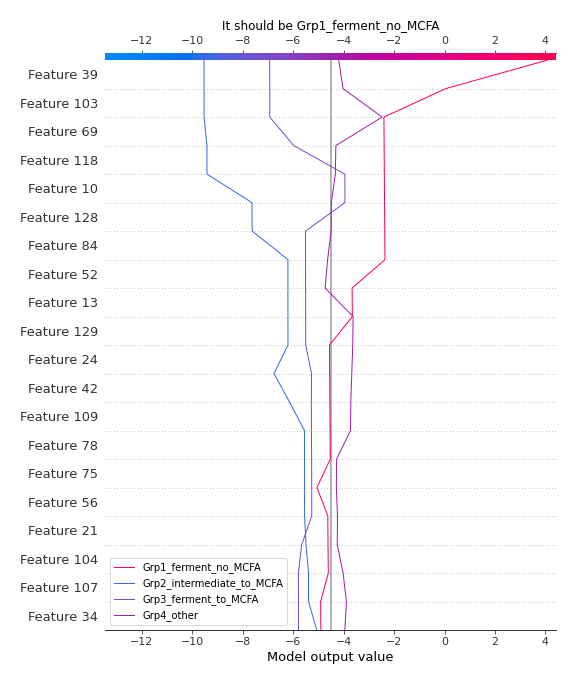 It should be Grp1_ferment_no_MCFA
−12 −10 −8 −6 −4 −2 0 2 4
Feature 39
Feature 103
Feature 69
Feature 118
Feature 10
Feature 128
Feature 84
Feature 52
Feature 13
Feature 129
Feature 24
Feature 42
Feature 109
Feature 78
Feature 75
Feature 56
Feature 21
Feature 104
Feature 107
Feature 34
Grp1_ferment_no_MCFA
Grp2_intermediate_to_MCFA
Grp3_ferment_to_MCFA
Grp4_other
−12 −10 −8 −6 −4 −2 0 2 4
Model output value